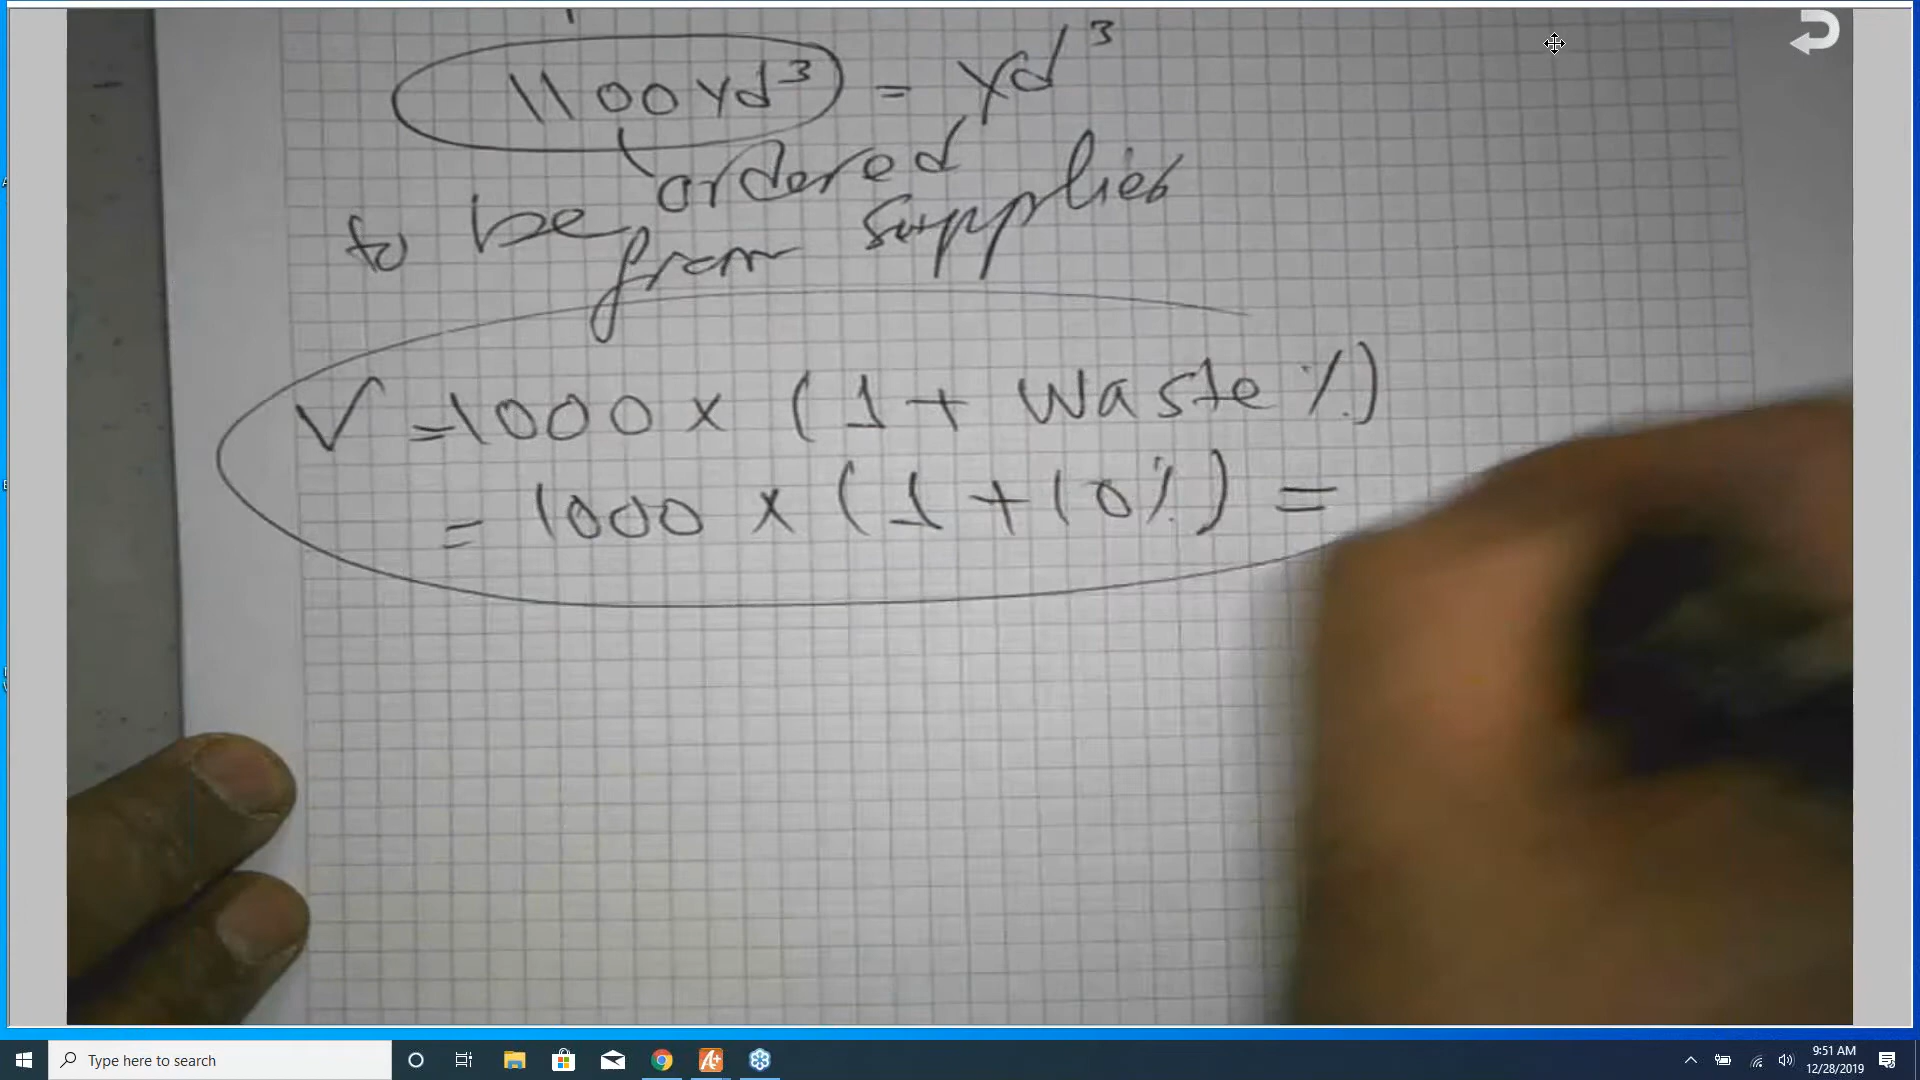 1100 yd³ = yd³
ordered
to be from supplies
V = 1000 x (1 + Waste %)
= 1000 x (1 + 10%) =
Type here to search
9:51 AM
12/28/2019